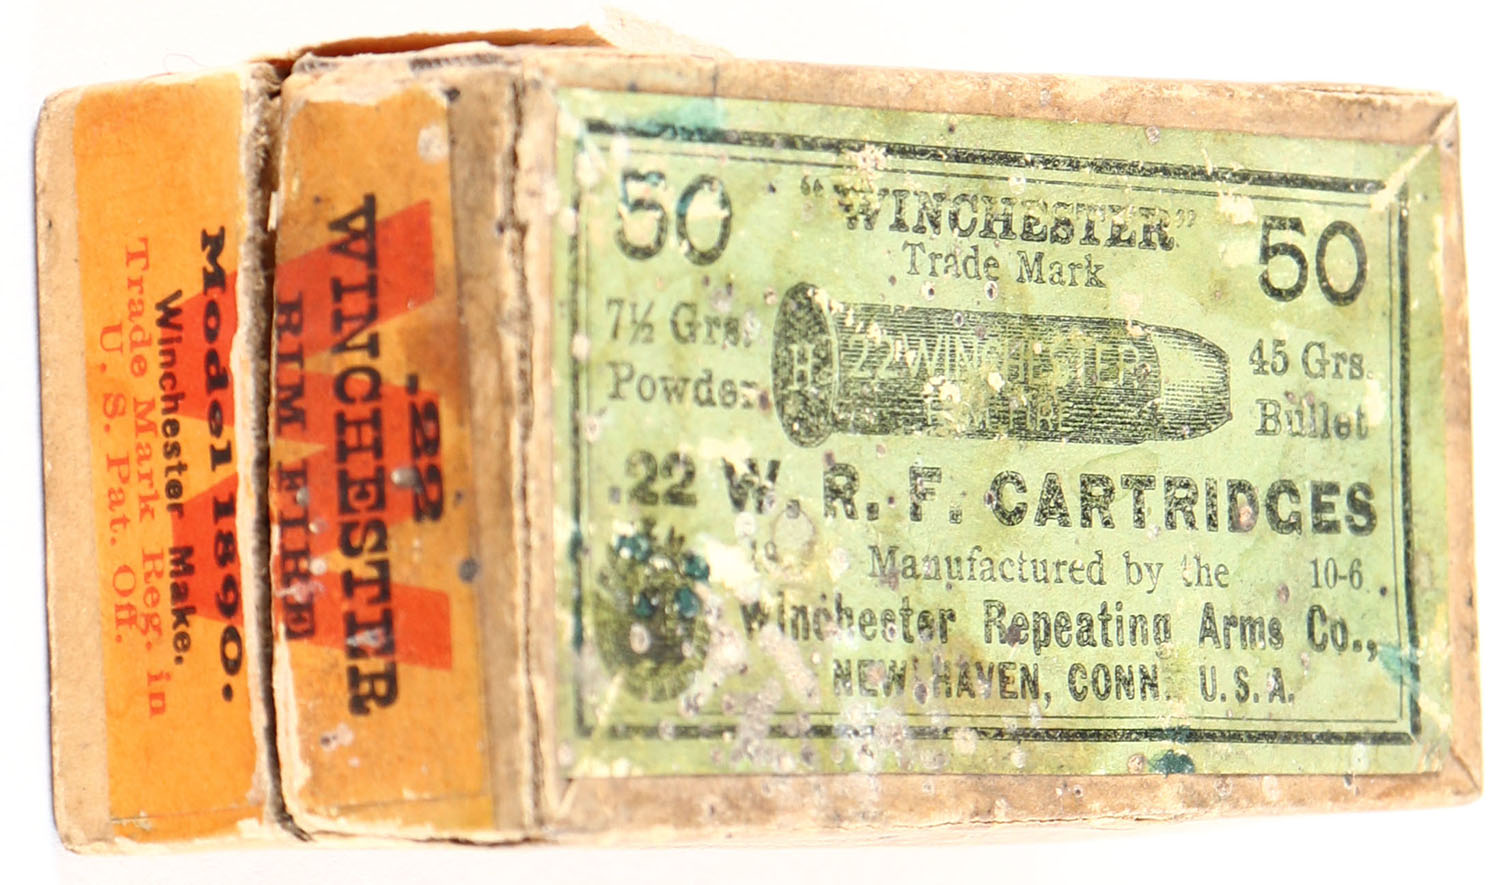 50 "WINCHESTER" 50
Trade Mark
7½ Grs.
Powder
45 Grs.
Bullet
H
22 WINCHESTER
.22 W. R. F. CARTRIDGES
Manufactured by the 10-6
Winchester Repeating Arms Co.,
NEW HAVEN, CONN. U.S.A.
.22
WINCHESTER
RIM FIRE
Model 1890.
Winchester Make.
Trade Mark Reg. in
U. S. Pat. Off.